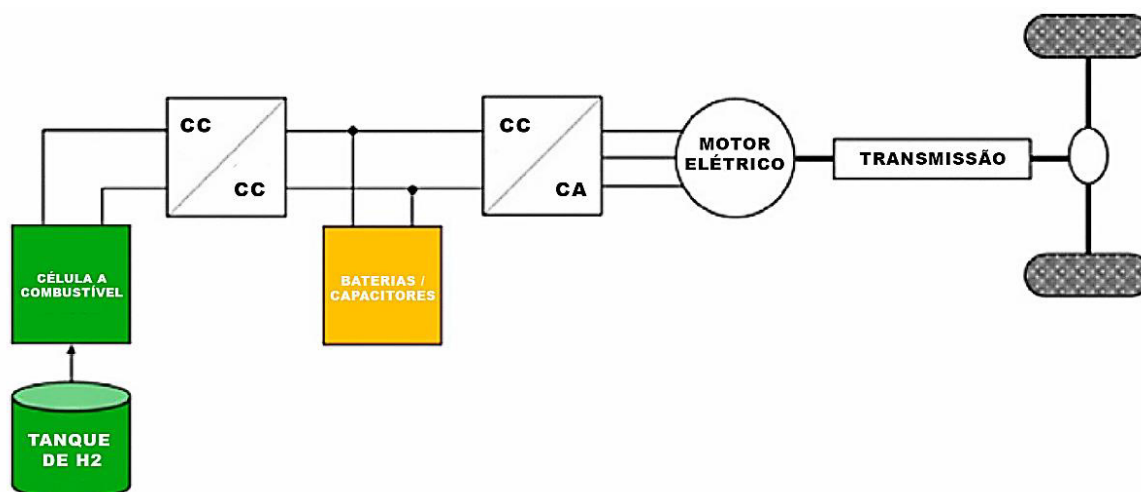 CC
CC
CÉLULA A
COMBUSTÍVEL
TANQUE
DE H2
BATERIAS /
CAPACITORES
CC
CA
MOTOR
ELÉTRICO
TRANSMISSÃO